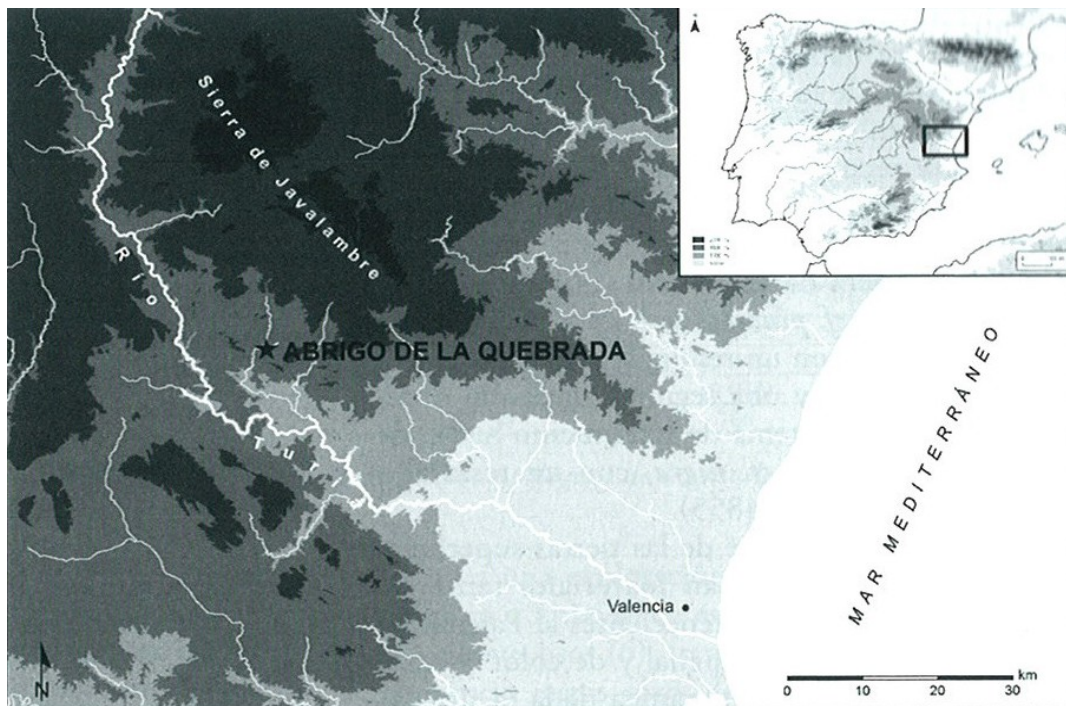 Sierra de Javalambre
Río
Turia
ABRIGO DE LA QUEBRADA
MAR MEDITERRÁNEO
Valencia
N
km
0 10 20 30